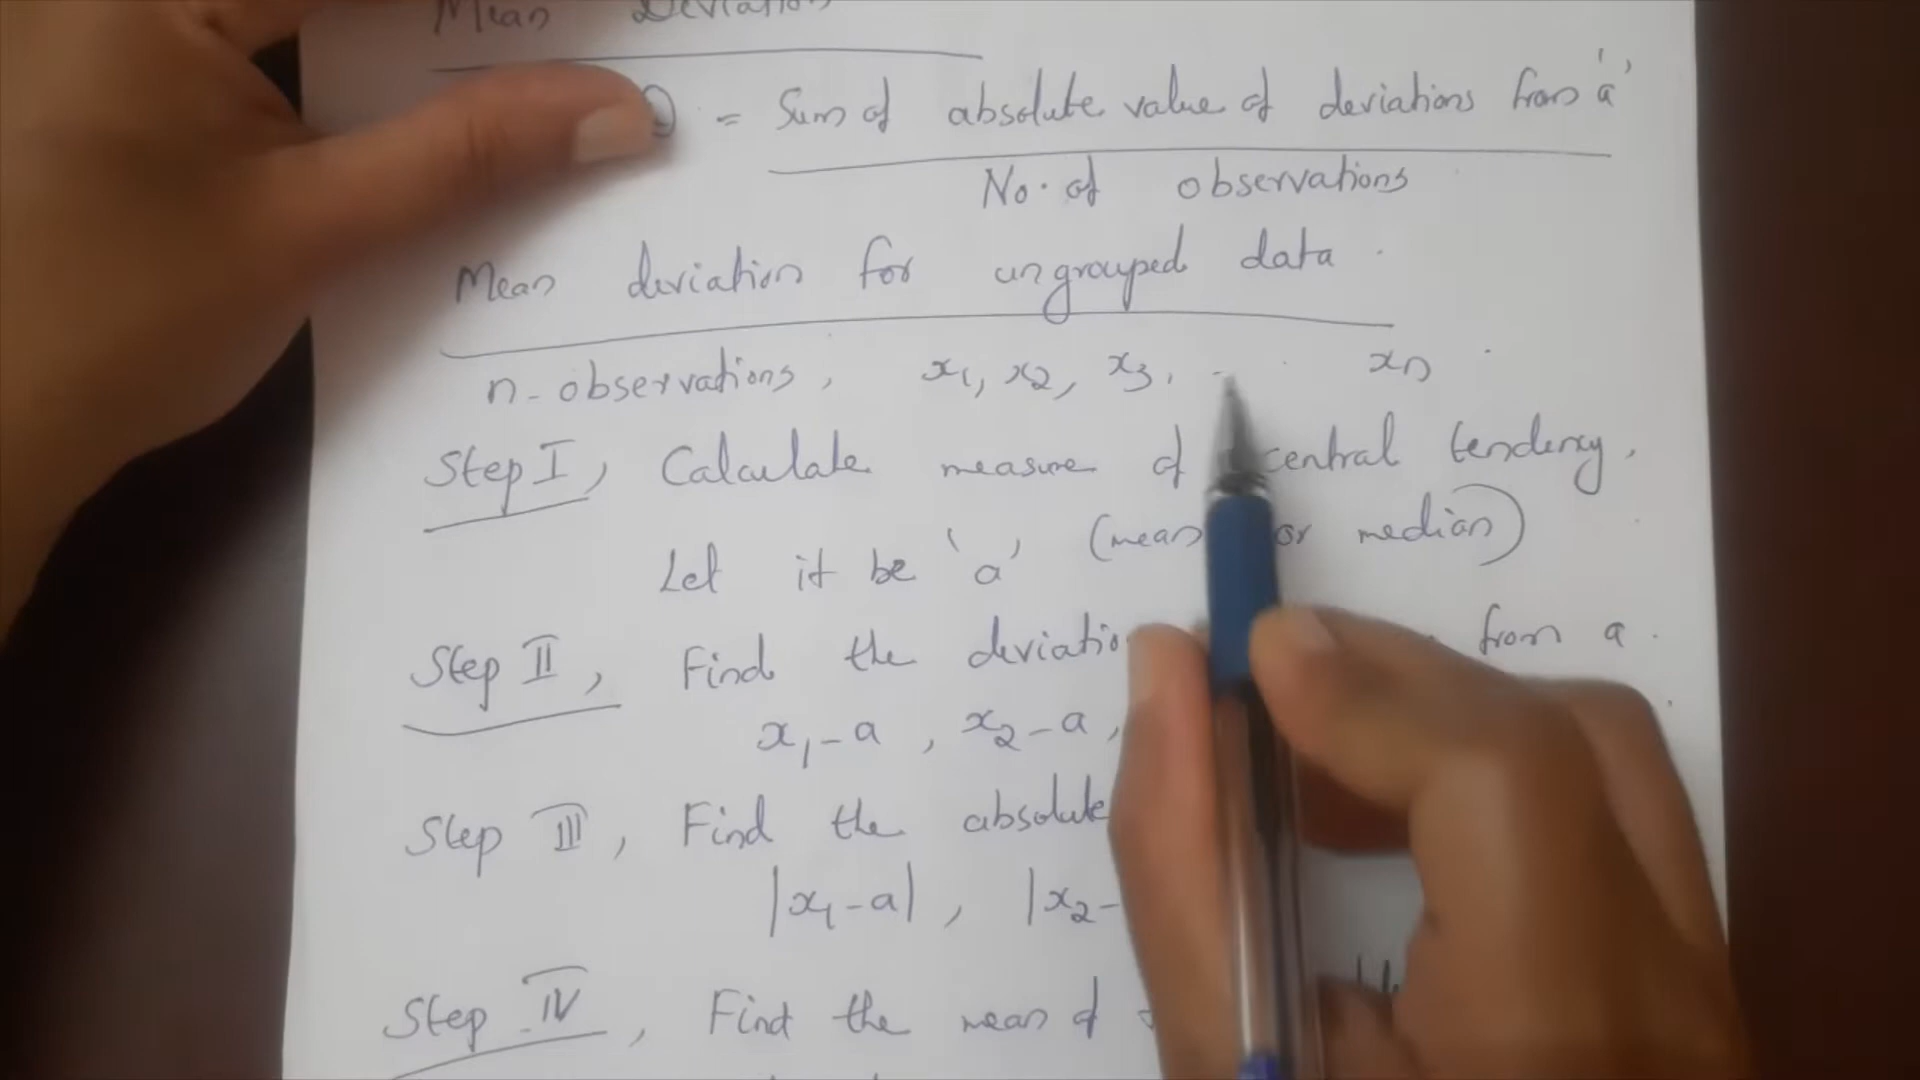 Mean Deviation
= Sum of absolute value of deviations from 'a'
No. of observations
Mean deviation for ungrouped data.
n-observations, x1, x2, x3, .. xn.
Step I, Calculate measure of central tendency.
Let it be 'a' (mean or median)
Step II, Find the from a.
x1-a, x2-a,
Step III, Find the absolute
|x1-a|, |x2-
Step IV, Find the mean of